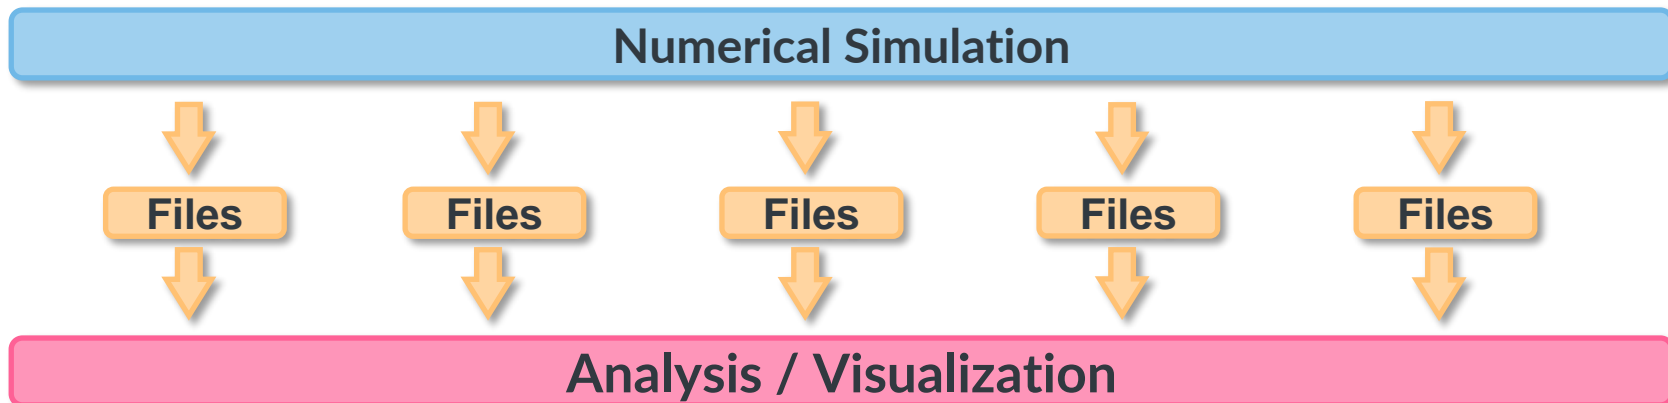 Numerical Simulation
Files Files Files Files Files
Analysis / Visualization